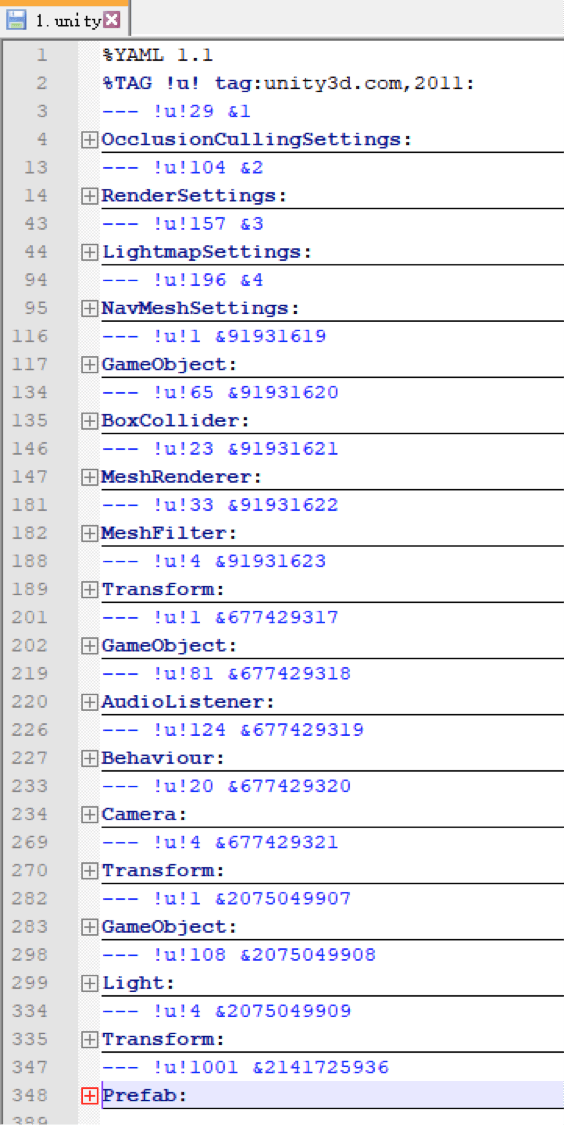 1.unity
1 %YAML 1.1
2 %TAG !u! tag:unity3d.com,2011:
3 --- !u!29 &1
4 OcclusionCullingSettings:
13 --- !u!104 &2
14 RenderSettings:
43 --- !u!157 &3
44 LightmapSettings:
94 --- !u!196 &4
95 NavMeshSettings:
116 --- !u!1 &91931619
117 GameObject:
134 --- !u!65 &91931620
135 BoxCollider:
146 --- !u!23 &91931621
147 MeshRenderer:
181 --- !u!33 &91931622
182 MeshFilter:
188 --- !u!4 &91931623
189 Transform:
201 --- !u!1 &677429317
202 GameObject:
219 --- !u!81 &677429318
220 AudioListener:
226 --- !u!124 &677429319
227 Behaviour:
233 --- !u!20 &677429320
234 Camera:
269 --- !u!4 &677429321
270 Transform:
282 --- !u!1 &2075049907
283 GameObject:
298 --- !u!108 &2075049908
299 Light:
334 --- !u!4 &2075049909
335 Transform:
347 --- !u!1001 &2141725936
348 Prefab: